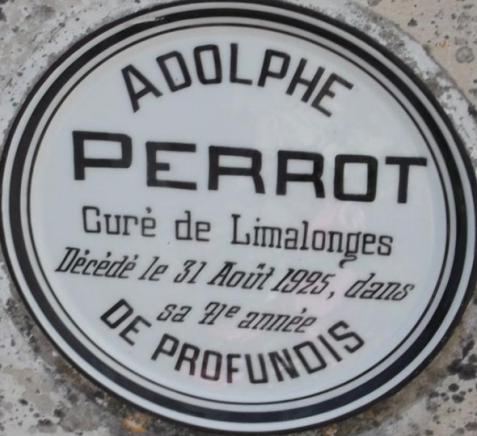 ADOLPHE
PERROT
Curé de Limalonges
Décédé le 31 Août 1925, dans
sa 71e année
DE PROFUNDIS